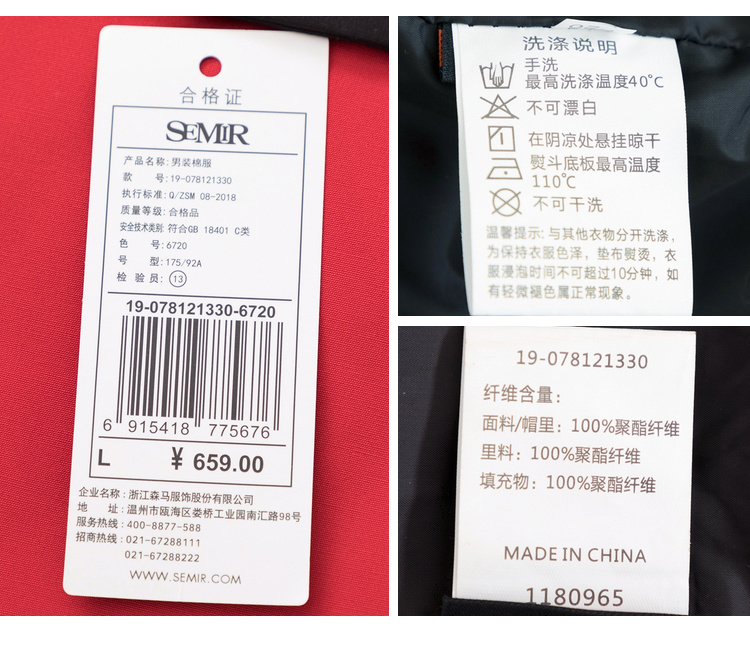 合格证
SEMIR
产品名称:男装棉服
款 号:19-078121330
执行标准:Q/ZSM 08-2018
质量等级:合格品
安全技术类别:符合GB 18401 C类
色 号:6720
号 型:175/92A
检 验 员:13
19-078121330-6720
6 915418 775676
L ¥ 659.00
企业名称:浙江森马服饰股份有限公司
地 址:温州市瓯海区娄桥工业园南汇路98号
服务热线:400-8877-588
招商热线:021-67288111
021-67288222
WWW.SEMIR.COM
洗涤说明
手洗
最高洗涤温度40℃
不可漂白
在阴凉处悬挂晾干
熨斗底板最高温度
110℃
不可干洗
温馨提示:与其他衣物分开洗涤,
为保持衣服色泽,垫布熨烫,衣
服浸泡时间不可超过10分钟,如
有轻微褪色属正常现象。
19-078121330
纤维含量:
面料/帽里:100%聚酯纤维
里料:100%聚酯纤维
填充物:100%聚酯纤维
MADE IN CHINA
1180965